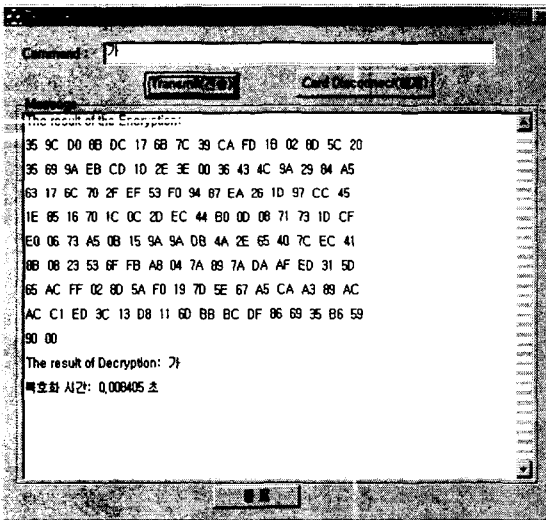 Command : 가
Transmit(전송) Card Disconnect(해제)
Message
The result of the Encryption:
35 9C D0 8B DC 17 6B 7C 39 CA FD 1B 02 8D 5C 20
35 69 9A EB CD 1D 2E 3E 00 36 43 4C 9A 29 84 A5
63 17 6C 70 2F EF 53 F0 94 87 EA 26 1D 97 CC 45
1E 85 16 70 1C 0C 2D EC 44 B0 0D 08 71 73 1D CF
E0 06 73 A5 0B 15 9A 9A DB 4A 2E 65 40 7C EC 41
8B 08 23 53 6F FB A8 04 7A 89 7A DA AF ED 31 5D
65 AC FF 02 8D 5A F0 19 7D 5E 67 A5 CA A3 89 AC
AC C1 ED 3C 13 D8 11 6D BB BC DF 86 69 35 B6 59
90 00
The result of Decryption: 가
복호화 시간: 0,008405 초
종료